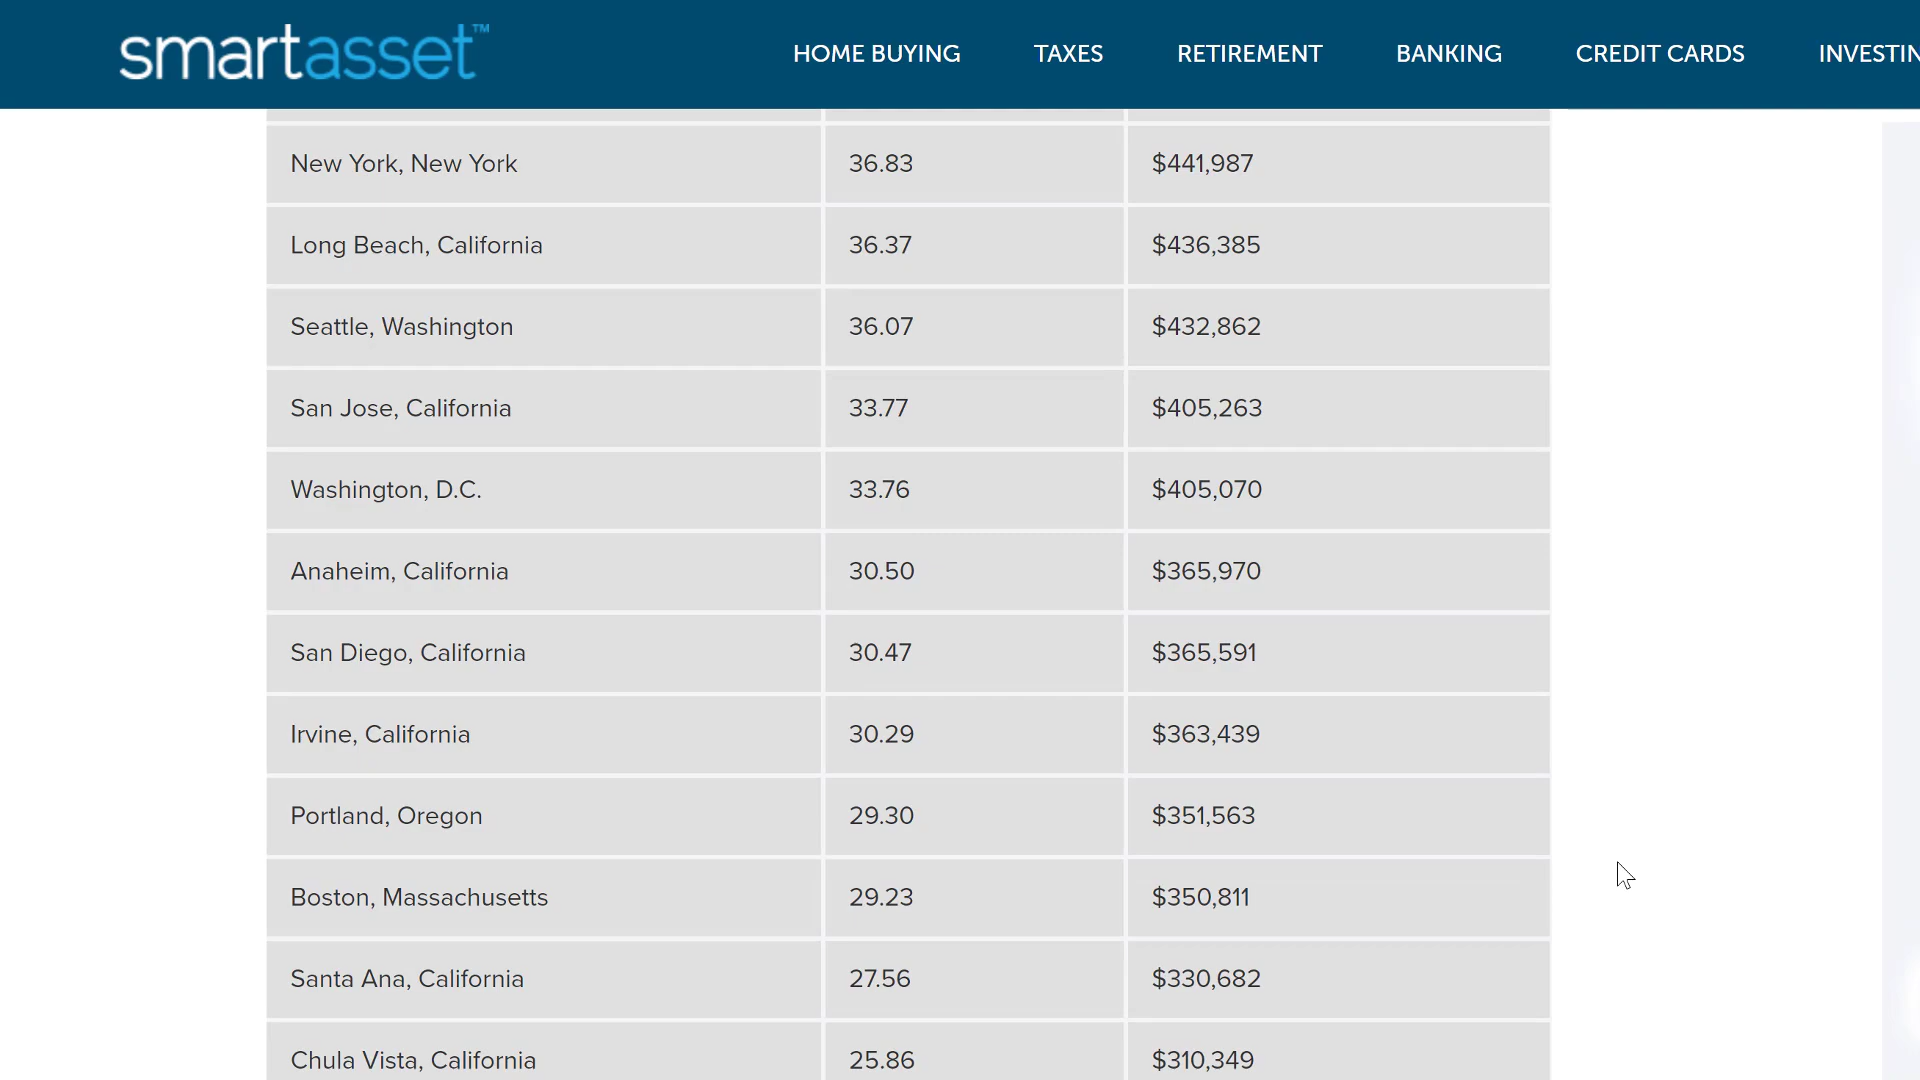 smartasset™
HOME BUYING TAXES RETIREMENT BANKING CREDIT CARDS INVESTIN
New York, New York 36.83 $441,987
Long Beach, California 36.37 $436,385
Seattle, Washington 36.07 $432,862
San Jose, California 33.77 $405,263
Washington, D.C. 33.76 $405,070
Anaheim, California 30.50 $365,970
San Diego, California 30.47 $365,591
Irvine, California 30.29 $363,439
Portland, Oregon 29.30 $351,563
Boston, Massachusetts 29.23 $350,811
Santa Ana, California 27.56 $330,682
Chula Vista, California 25.86 $310,349